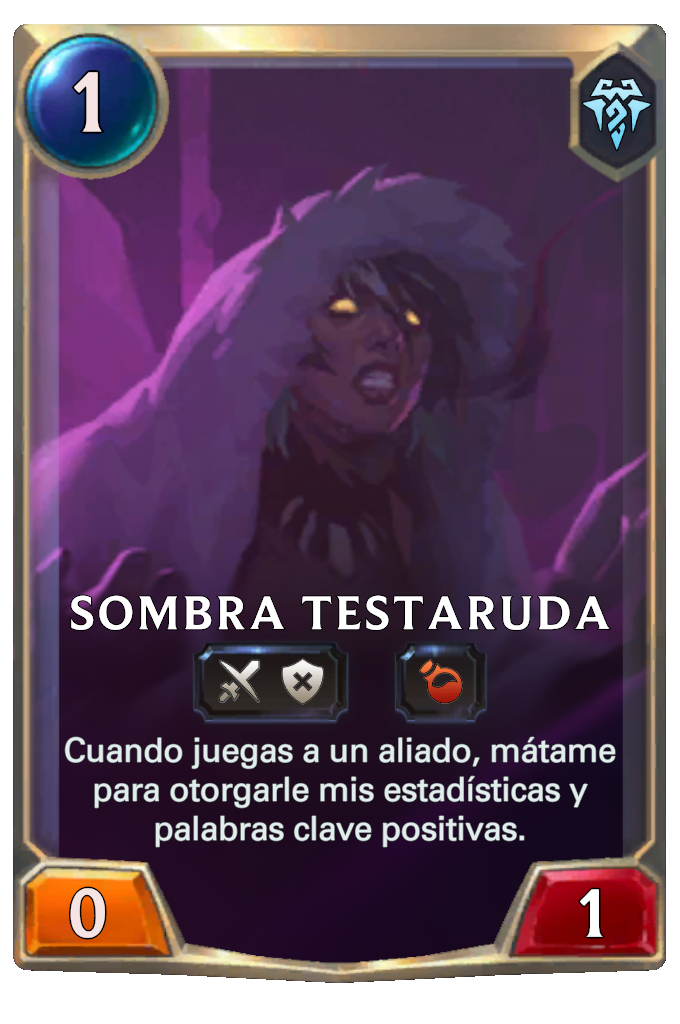 1
SOMBRA TESTARUDA
Cuando juegas a un aliado, mátame
para otorgarle mis estadísticas y
palabras clave positivas.
0
1